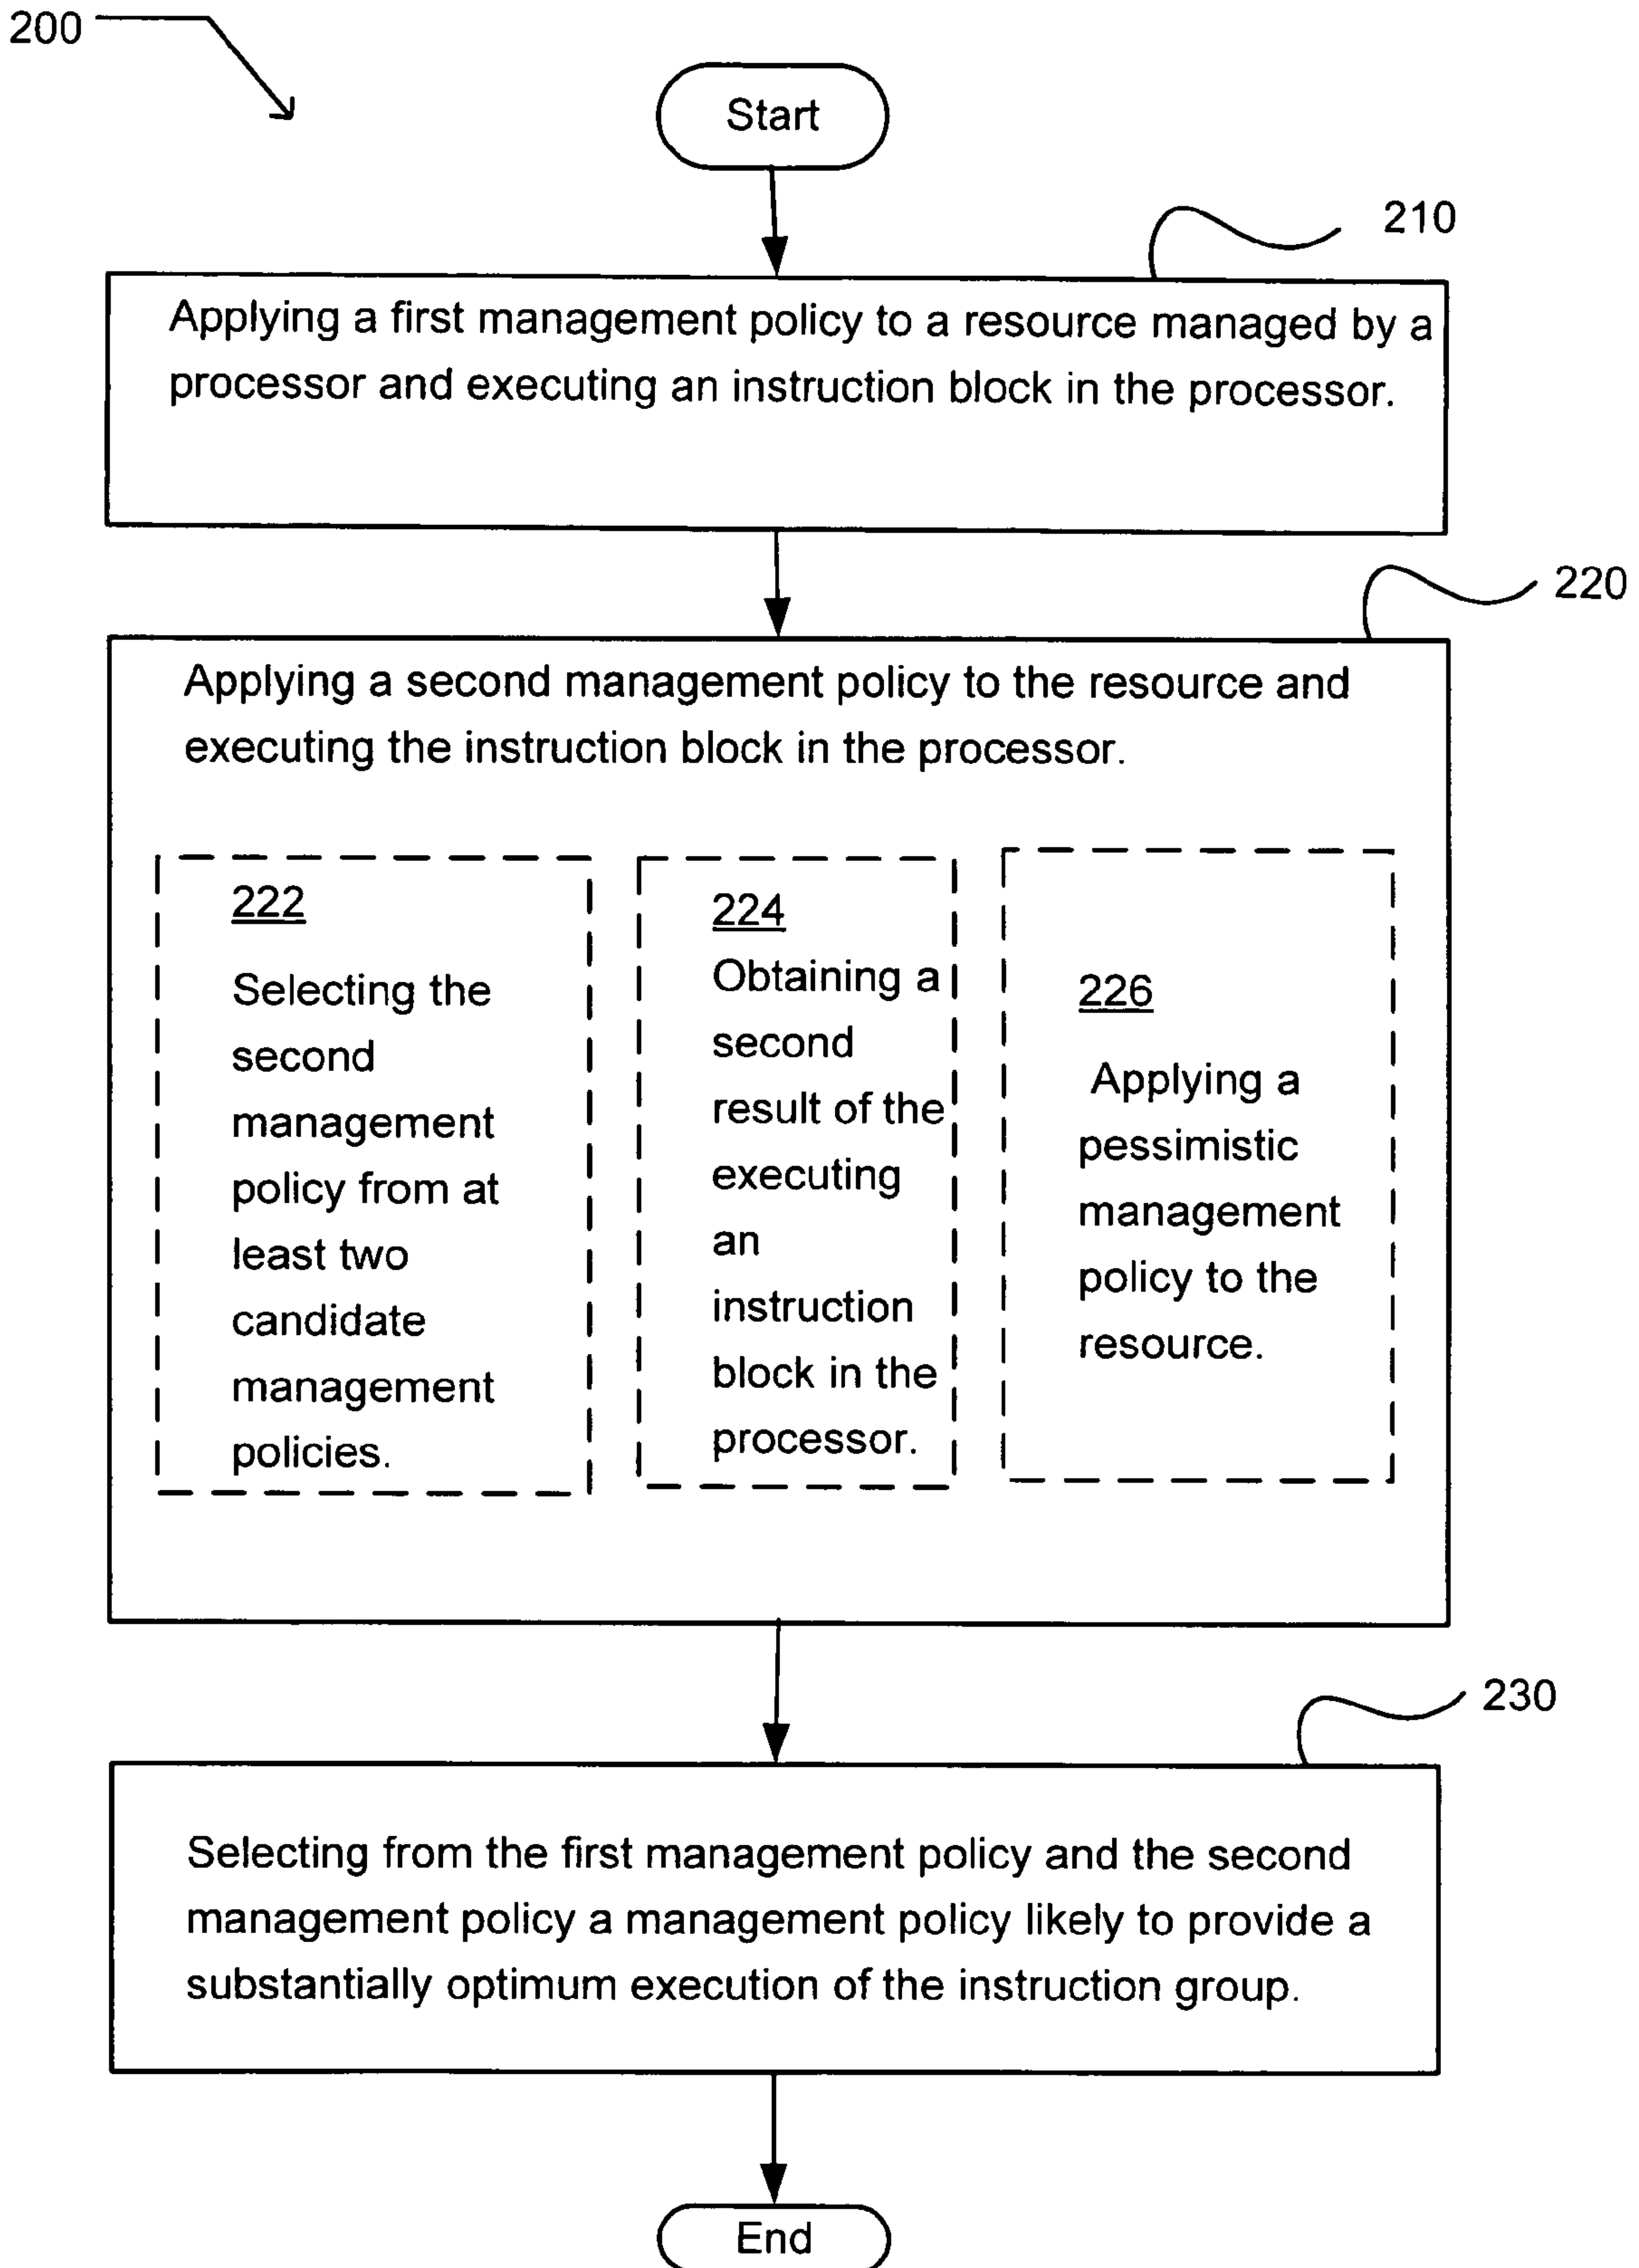 200
Start
210
Applying a first management policy to a resource managed by a
processor and executing an instruction block in the processor.
220
Applying a second management policy to the resource and
executing the instruction block in the processor.
222
Selecting the
second
management
policy from at
least two
candidate
management
policies.
224
Obtaining a
second
result of the
executing
an
instruction
block in the
processor.
226
Applying a
pessimistic
management
policy to the
resource.
230
Selecting from the first management policy and the second
management policy a management policy likely to provide a
substantially optimum execution of the instruction group.
End